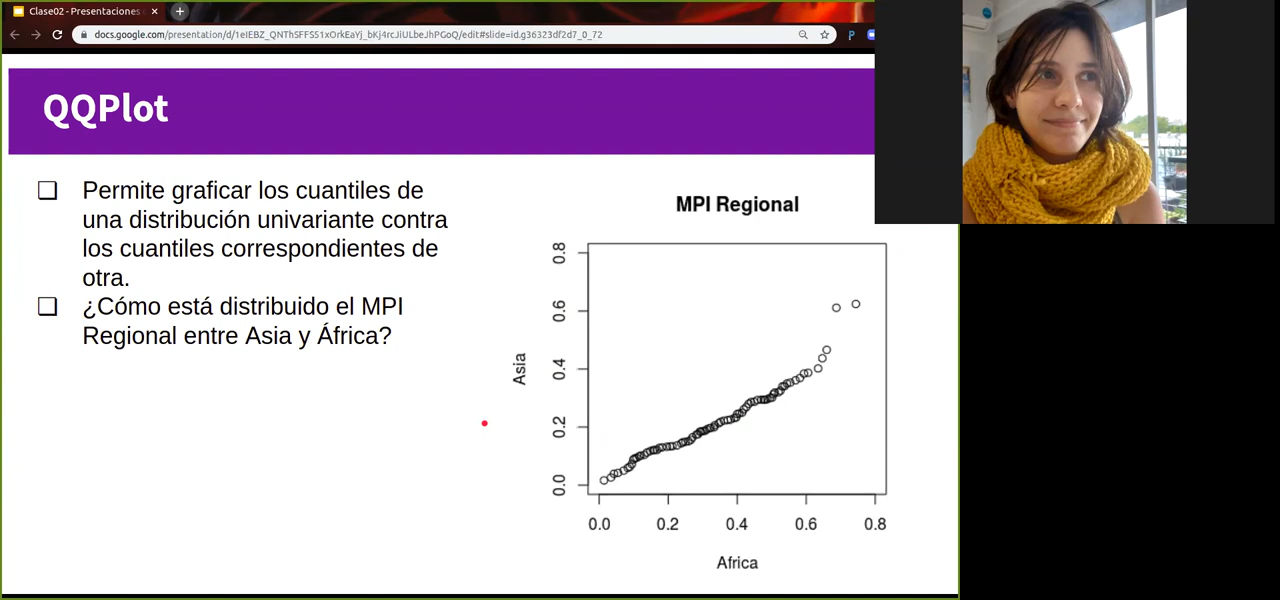 Clase02 - Presentaciones
docs.google.com/presentation/d/1eIEBZ_QNThSFFS51xOrkEaYj_bKj4rcJiULbeJhPGoQ/edit#slide=id.g36323df2d7_0_72
QQPlot
Permite graficar los cuantiles de
una distribución univariante contra
los cuantiles correspondientes de
otra.
¿Cómo está distribuido el MPI
Regional entre Asia y África?
MPI Regional
Asia
0.8
0.6
0.4
0.2
0.0
0.0 0.2 0.4 0.6 0.8
Africa